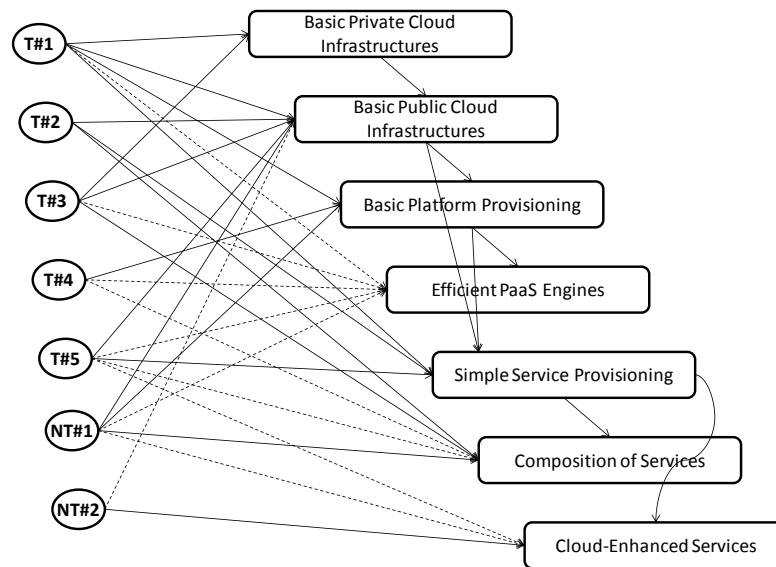 T#1
Basic Private Cloud
Infrastructures
T#2
Basic Public Cloud
Infrastructures
T#3
Basic Platform Provisioning
T#4
Efficient PaaS Engines
T#5
Simple Service Provisioning
NT#1
Composition of Services
NT#2
Cloud-Enhanced Services